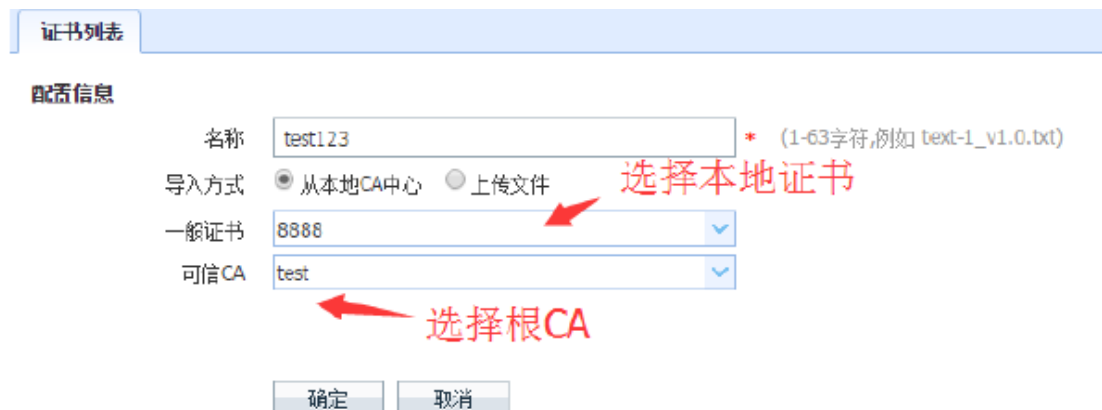 证书列表
配置信息
名称 test123 * (1-63字符,例如 text-1_v1.0.txt)
导入方式 从本地CA中心 上传文件 选择本地证书
一般证书 8888
可信CA test
选择根CA
确定 取消